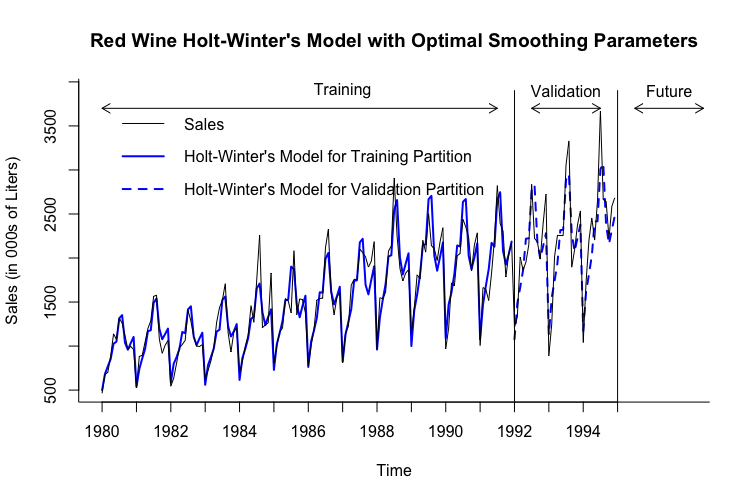 Red Wine Holt-Winter's Model with Optimal Smoothing Parameters
Training
Validation
Future
Sales
Holt-Winter's Model for Training Partition
Holt-Winter's Model for Validation Partition
Sales (in 000s of Liters)
3500
2500
1500
500
1980 1982 1984 1986 1988 1990 1992 1994
Time